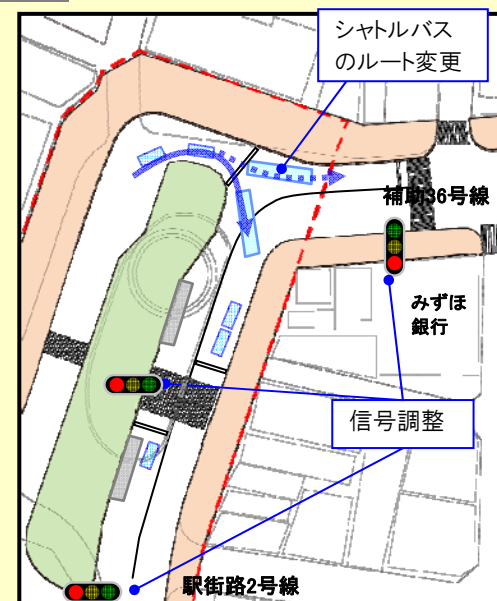 シャトルバス
のルート変更
補助36号線
みずほ
銀行
信号調整
駅街路2号線